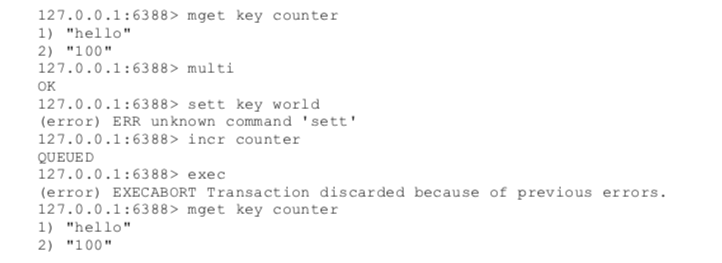 127.0.0.1:6388> mget key counter
1) "hello"
2) "100"
127.0.0.1:6388> multi
OK
127.0.0.1:6388> sett key world
(error) ERR unknown command 'sett'
127.0.0.1:6388> incr counter
QUEUED
127.0.0.1:6388> exec
(error) EXECABORT Transaction discarded because of previous errors.
127.0.0.1:6388> mget key counter
1) "hello"
2) "100"